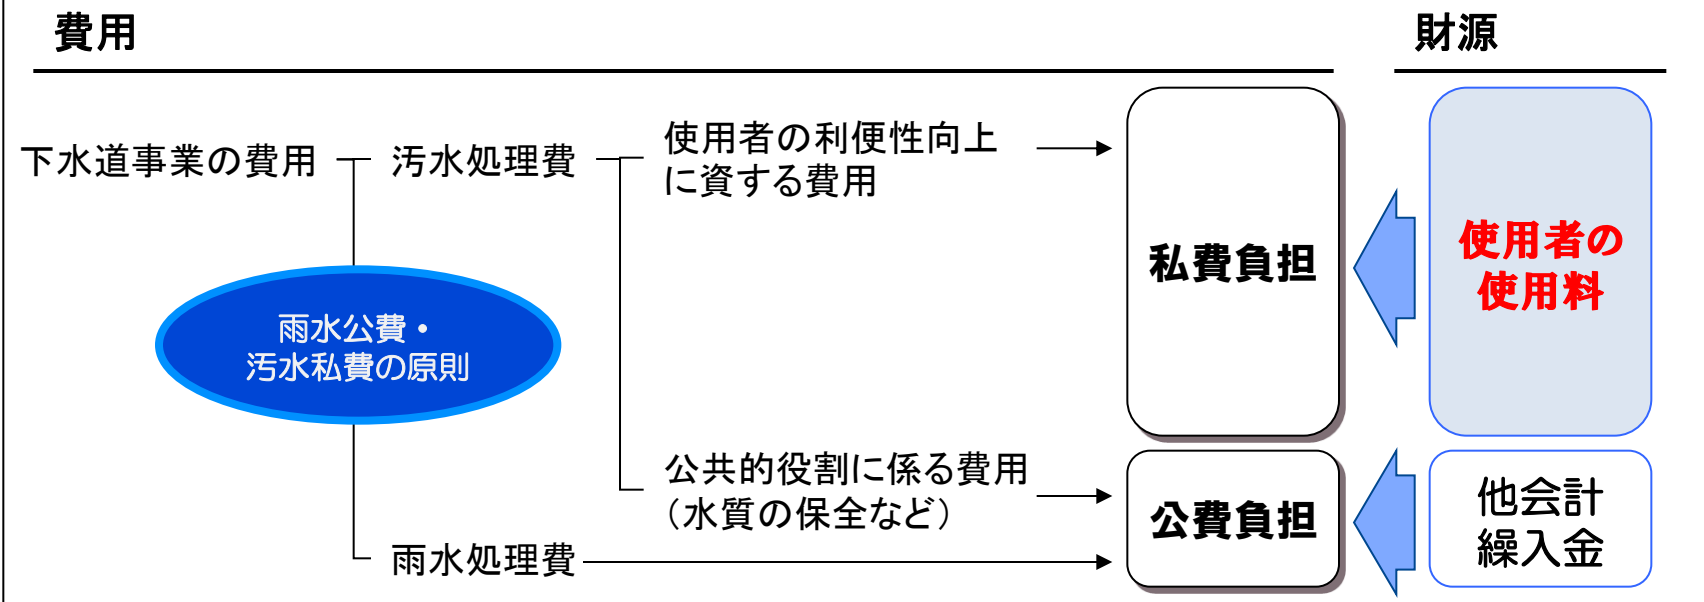 費用
財源
下水道事業の費用
汚水処理費
使用者の利便性向上
に資する費用
私費負担
使用者の
使用料
雨水公費・
汚水私費の原則
公共的役割に係る費用
（水質の保全など）
公費負担
他会計
繰入金
雨水処理費